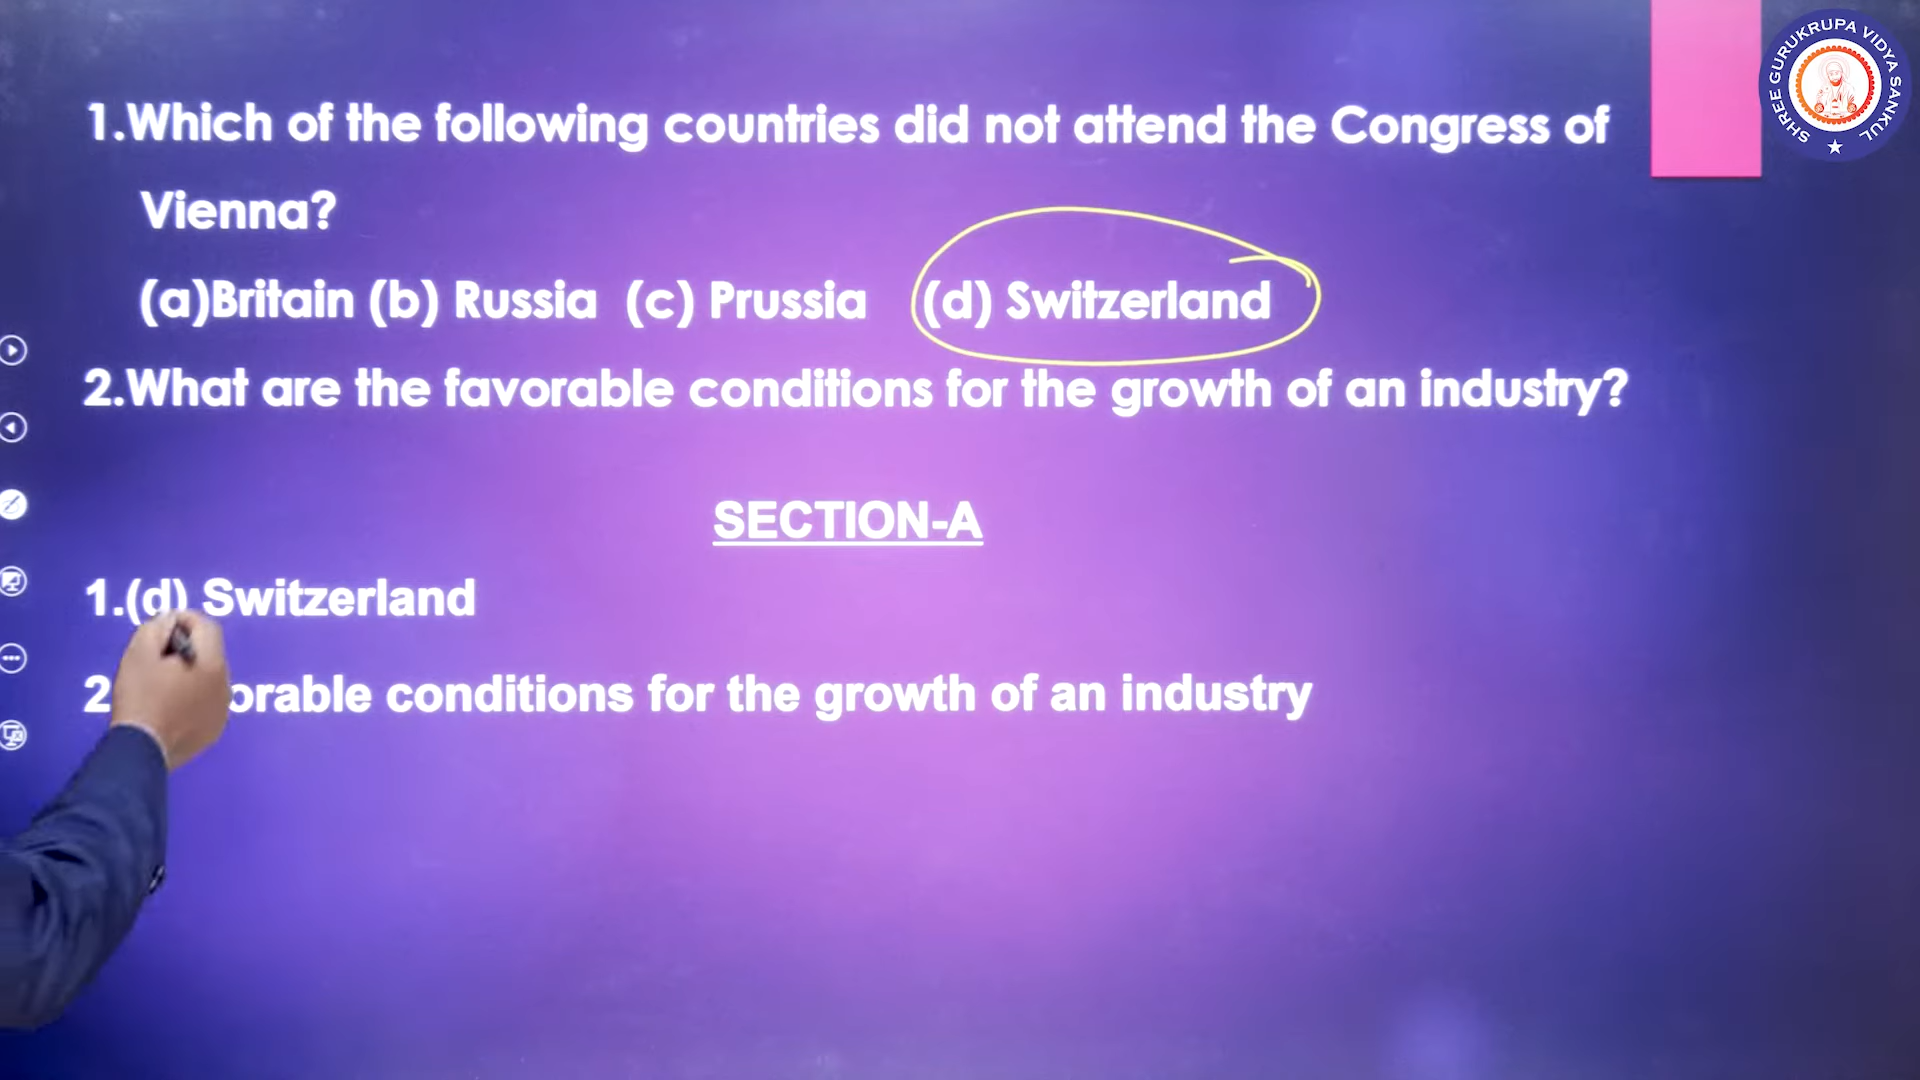 SHREE GURUKRUPA VIDYA SANKUL
1.Which of the following countries did not attend the Congress of
Vienna?
(a)Britain (b) Russia (c) Prussia (d) Switzerland
2.What are the favorable conditions for the growth of an industry?
SECTION-A
1.(d) Switzerland
2 orable conditions for the growth of an industry